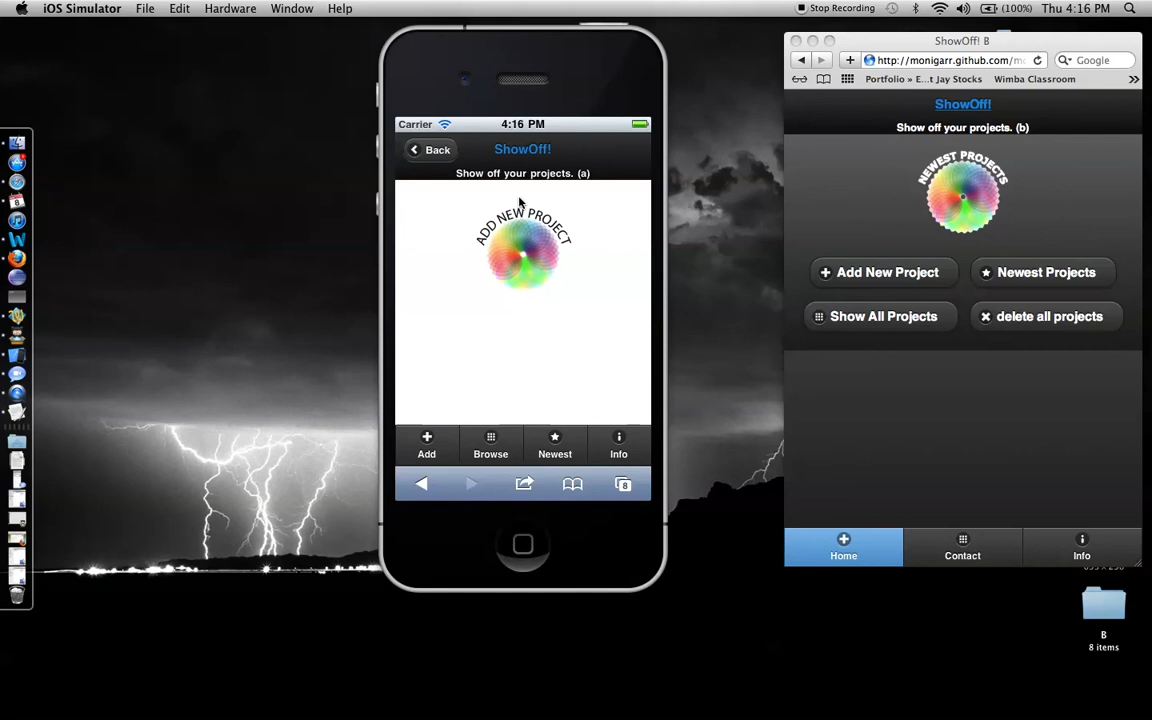 iOS Simulator File Edit Hardware Window Help
Stop Recording (100%) Thu 4:16 PM
Carrier 4:16 PM
Back ShowOff!
Show off your projects. (a)
ADD NEW PROJECT
Add Browse Newest Info
8
ShowOff! B
http://monigarr.github.com/m
Google
Portfolio » E...t Jay Stocks Wimba Classroom
ShowOff!
Show off your projects. (b)
NEWEST PROJECTS
Add New Project Newest Projects
Show All Projects delete all projects
Home Contact Info
B
8 items